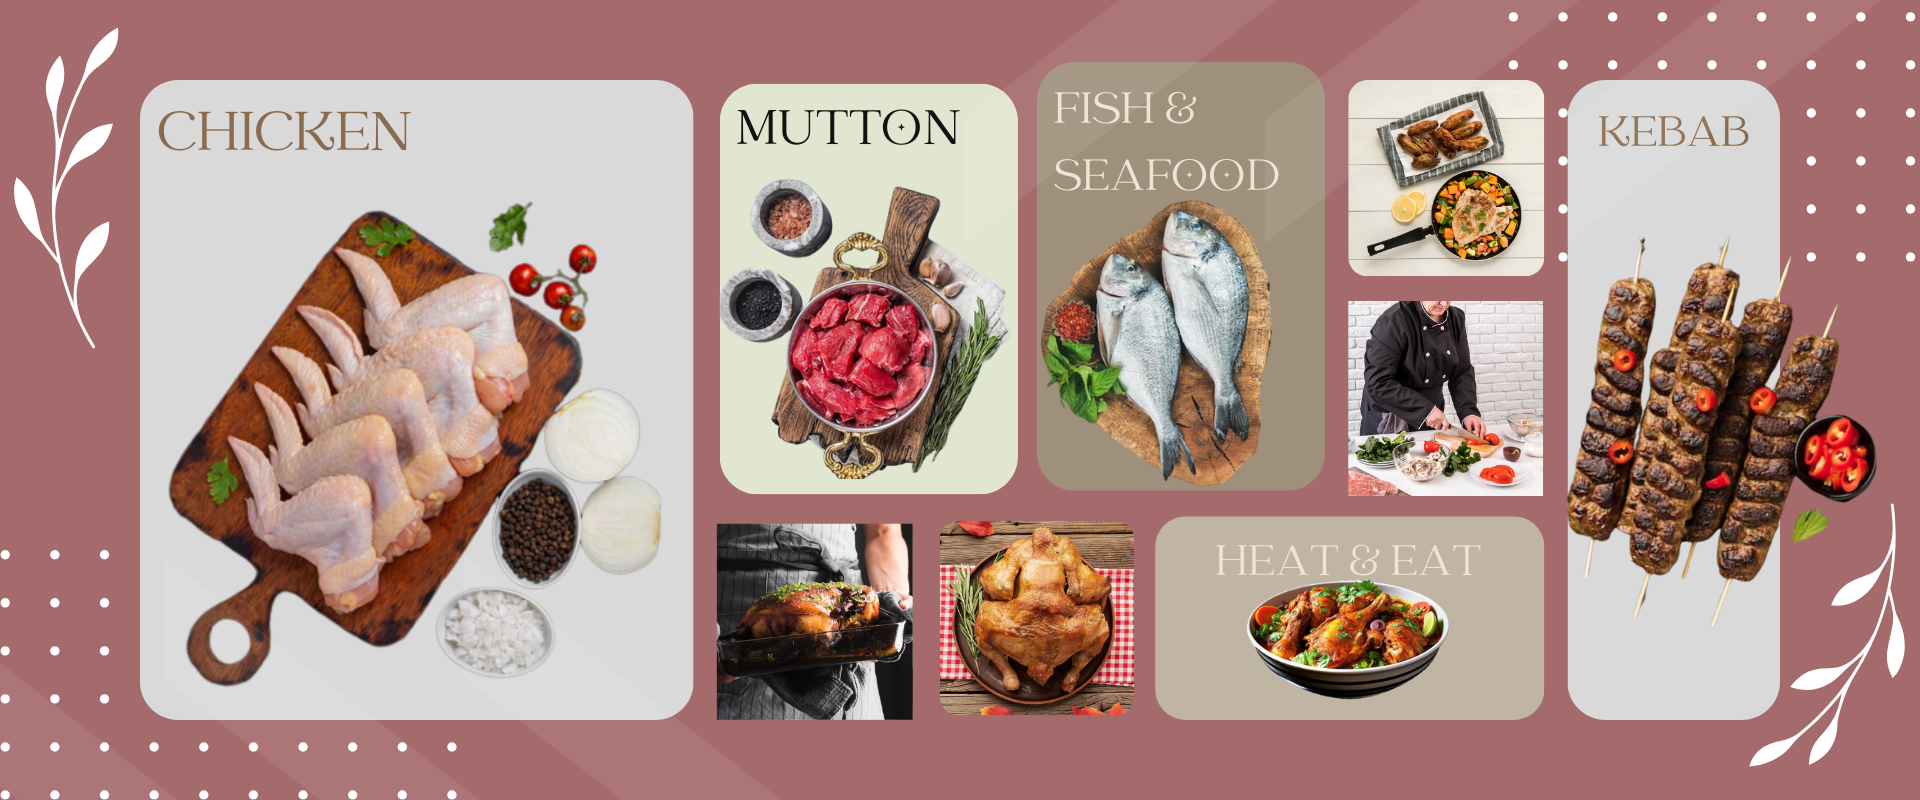 CHICKEN
MUTTON
FISH &
SEAFOOD
KEBAB
HEAT & EAT